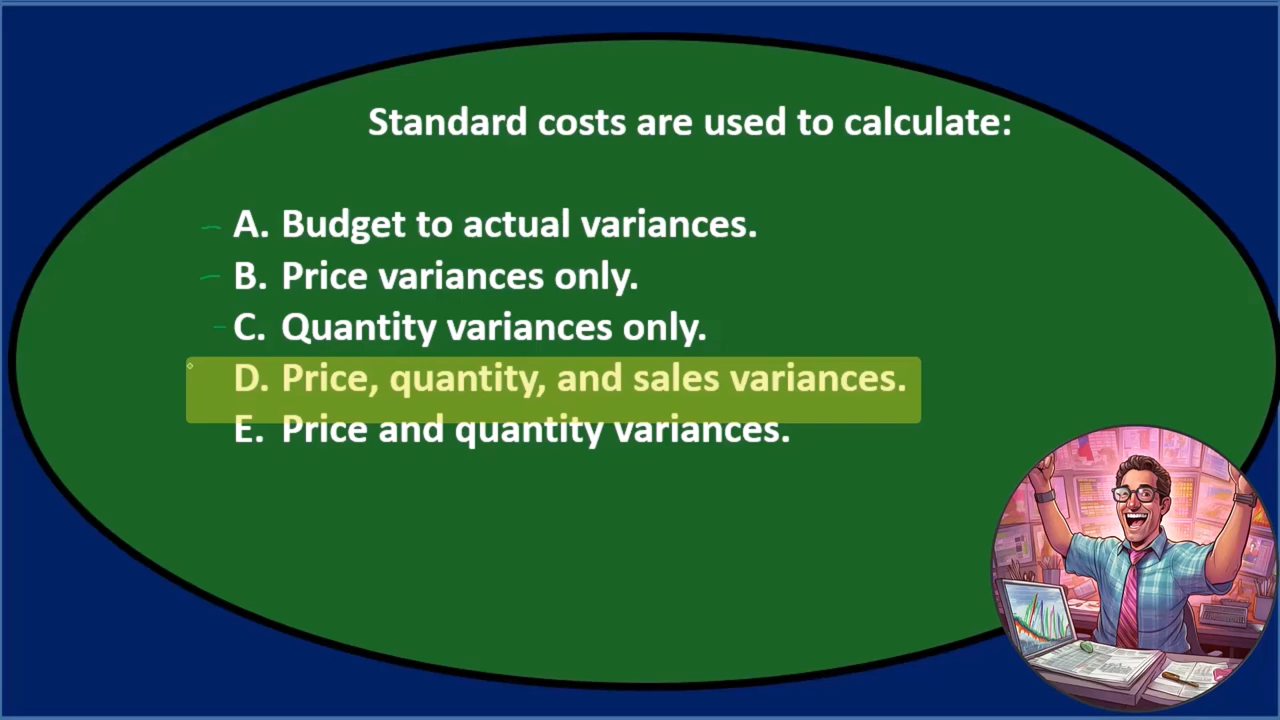 Standard costs are used to calculate:
A. Budget to actual variances.
B. Price variances only.
C. Quantity variances only.
D. Price, quantity, and sales variances.
E. Price and quantity variances.